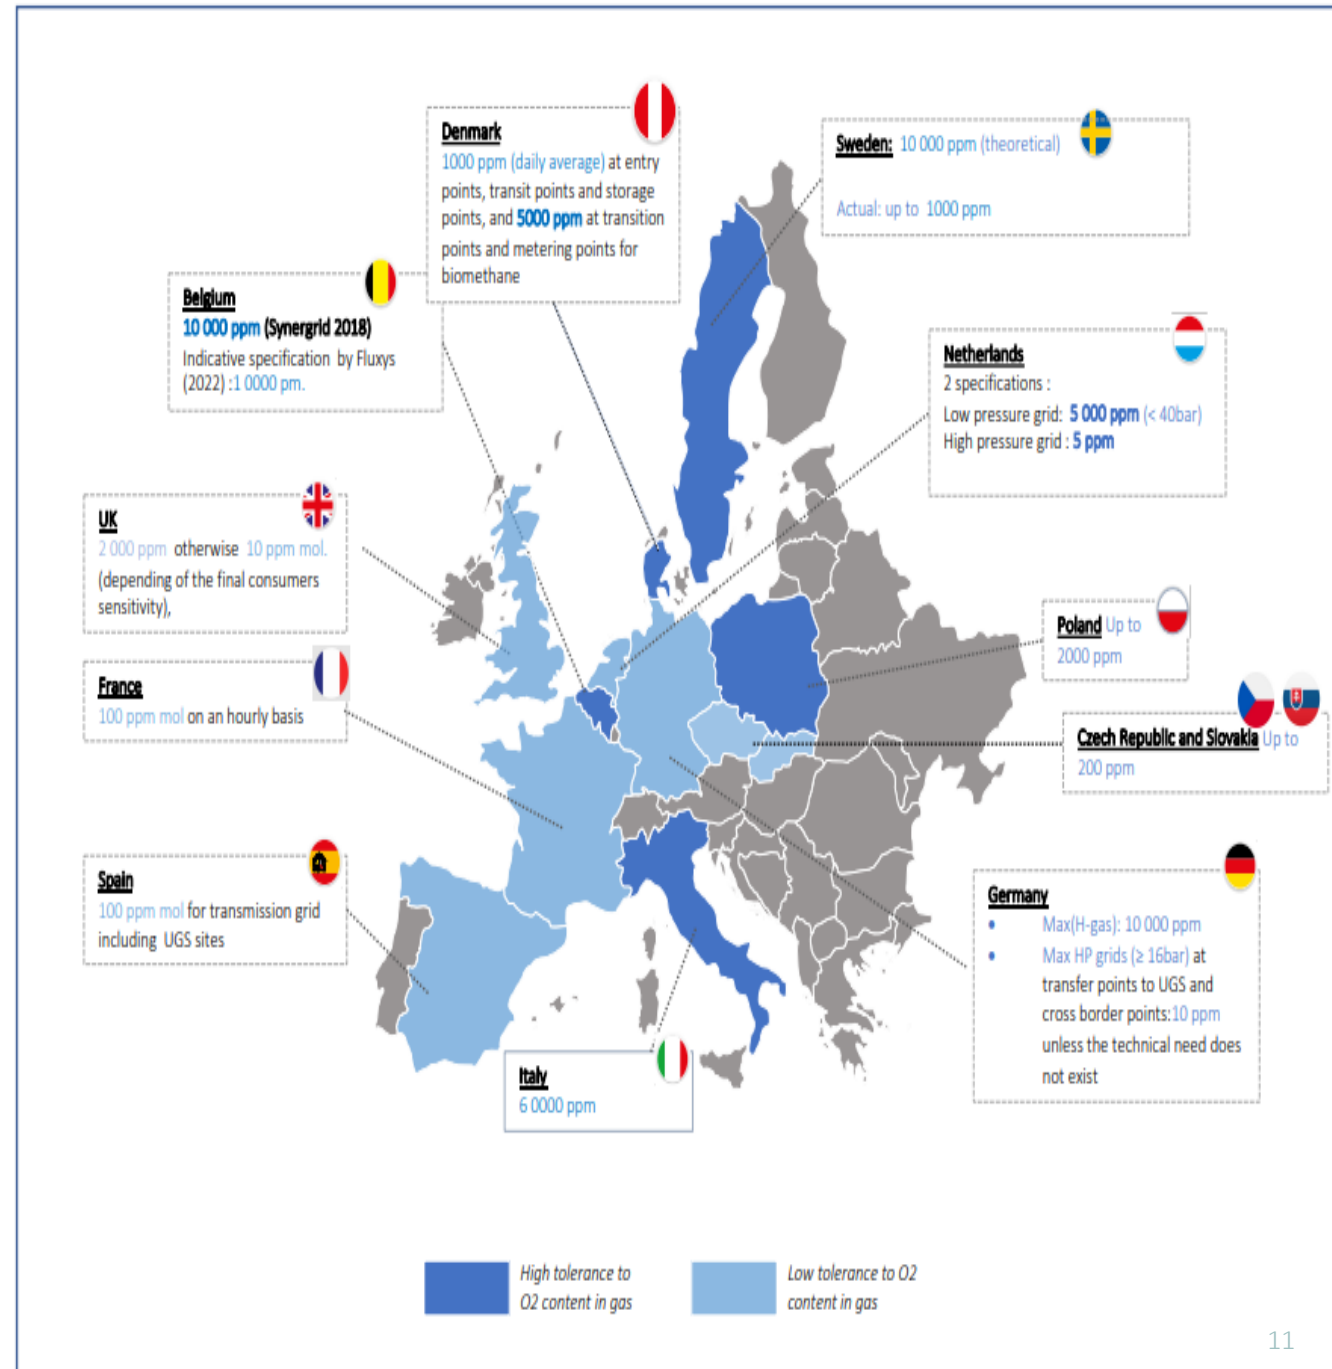 Denmark
1000 ppm (daily average) at entry
points, transit points and storage
points, and 5000 ppm at transition
points and metering points for
biomethane
Sweden: 10 000 ppm (theoretical)
Actual: up to 1000 ppm
Belgium
10 000 ppm (Synergrid 2018)
Indicative specification by Fluxys
(2022) :1 0000 pm.
Netherlands
2 specifications :
Low pressure grid: 5 000 ppm (< 40bar)
High pressure grid : 5 ppm
UK
2 000 ppm otherwise 10 ppm mol.
(depending of the final consumers
sensitivity),
Poland Up to
2000 ppm
France
100 ppm mol on an hourly basis
Czech Republic and Slovakia Up to
200 ppm
Spain
100 ppm mol for transmission grid
including UGS sites
Germany
• Max(H-gas): 10 000 ppm
• Max HP grids (≥ 16bar) at
transfer points to UGS and
cross border points:10 ppm
unless the technical need does
not exist
Italy
6 0000 ppm
High tolerance to
O2 content in gas
Low tolerance to O2
content in gas
11